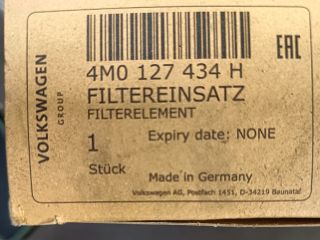 VOLKSWAGEN
GROUP
EAC
4M0 127 434 H
FILTEREINSATZ
FILTERELEMENT
1
Expiry date: NONE
Stück
Made in Germany
Volkswagen AG, Postfach 1451, D-34219 Baunatal